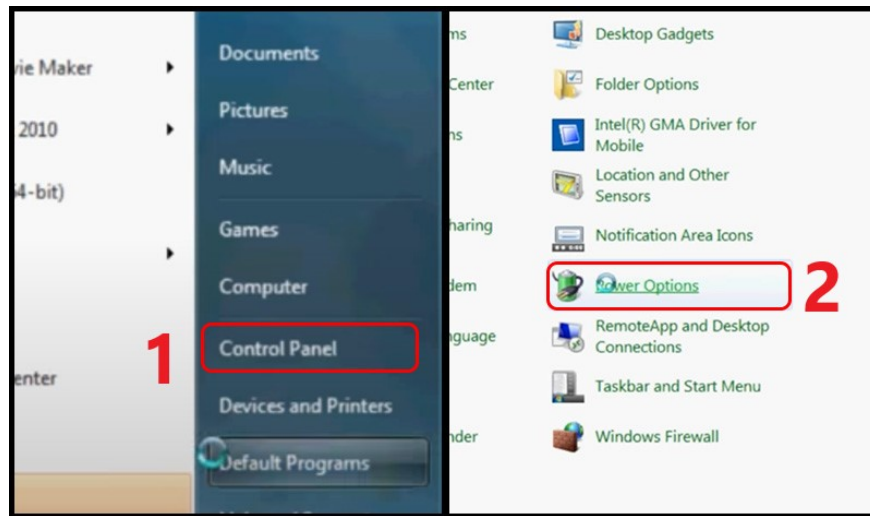 vie Maker
2010
4-bit)
enter
Documents
Pictures
Music
Games
Computer
1
Control Panel
Devices and Printers
Default Programs
ms
Center
ns
haring
dem
nguage
nder
Desktop Gadgets
Folder Options
Intel(R) GMA Driver for
Mobile
Location and Other
Sensors
Notification Area Icons
Power Options
2
RemoteApp and Desktop
Connections
Taskbar and Start Menu
Windows Firewall